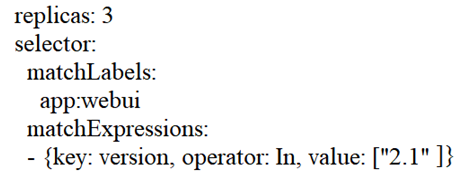 replicas: 3
selector:
matchLabels:
app:webui
matchExpressions:
- {key: version, operator: In, value: ["2.1" ]}